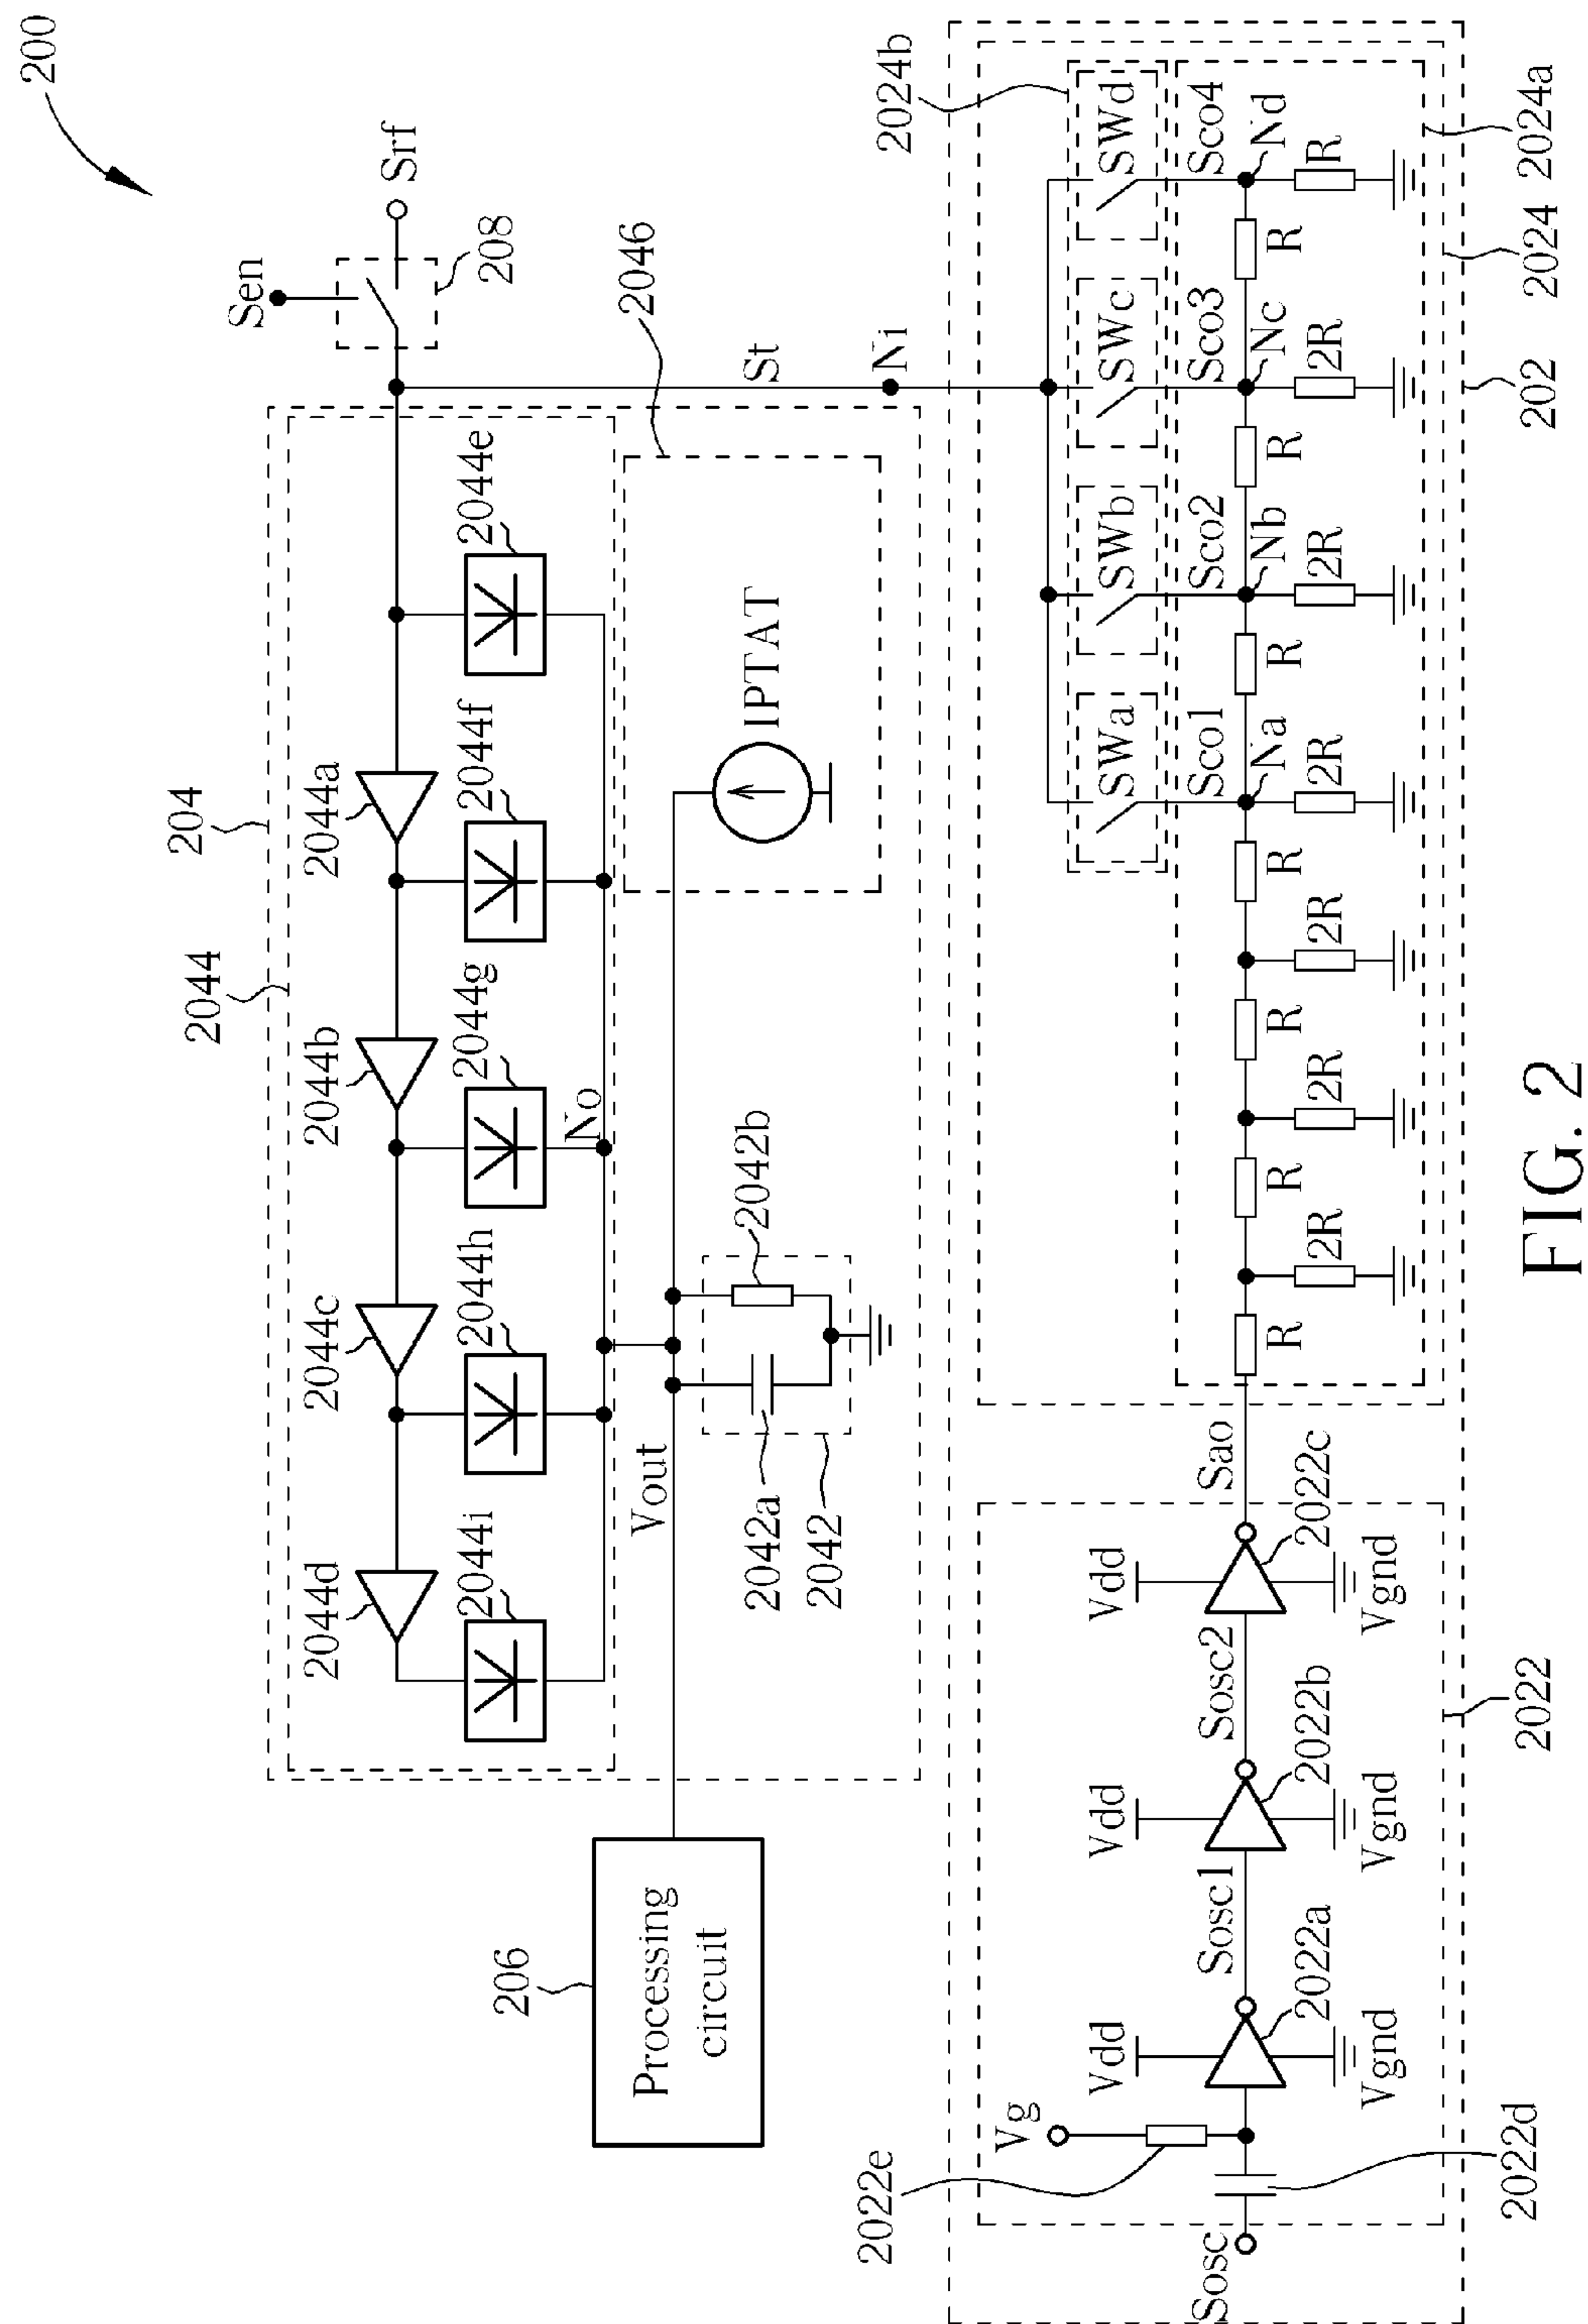 200
Sen
Srf
208
204
2044
2044d
2044c
2044b
2044a
2044i
2044h
2044g
2044f
2044e
No
2046
IPTAT
Vout
2042b
2042a
2042
206
Processing
circuit
St
Ni
2024b
SWa
SWb
SWc
SWd
Sco1
Sco2
Sco3
Sco4
Na
Nb
Nc
Nd
R
R
R
R
R
R
R
R
2R
2R
2R
2R
2R
2R
R
2024a
2024
202
Vg
Vdd
Vdd
Vdd
2022e
Sosc
Sosc1
Sosc2
Sao
2022a
2022b
2022c
Vgnd
Vgnd
Vgnd
2022d
2022
FIG. 2